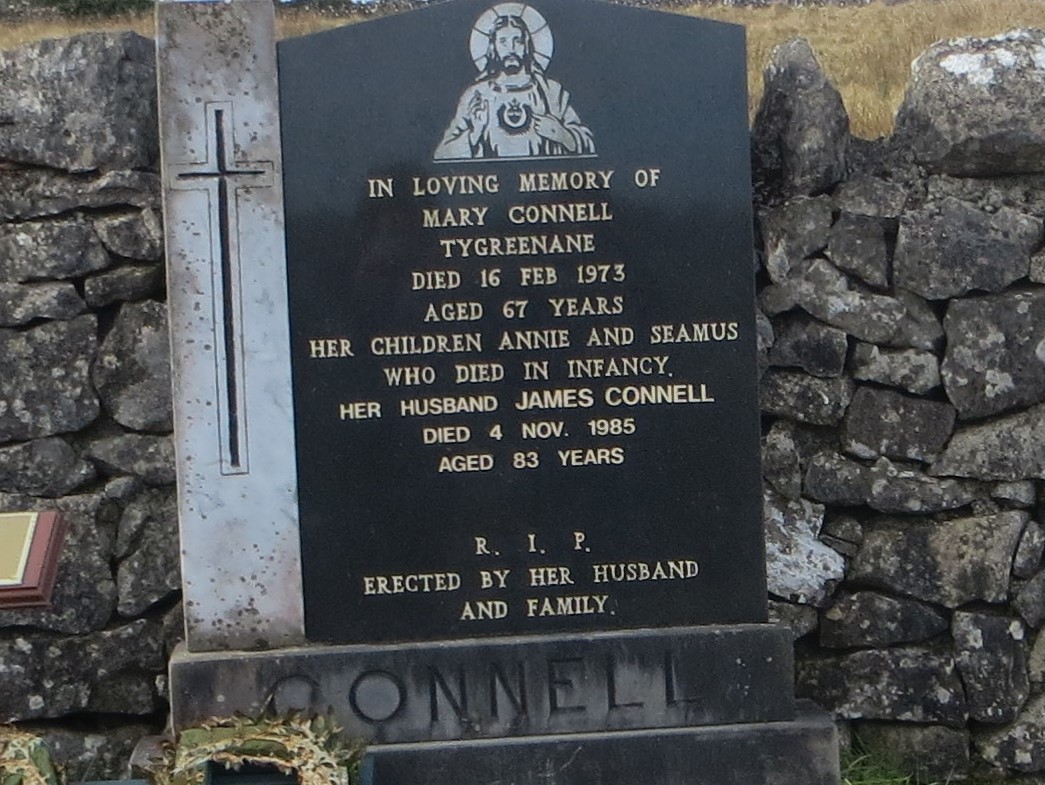 IN LOVING MEMORY OF
MARY CONNELL
TYGREENANE
DIED 16 FEB 1973
AGED 67 YEARS
HER CHILDREN ANNIE AND SEAMUS
WHO DIED IN INFANCY.
HER HUSBAND JAMES CONNELL
DIED 4 NOV. 1985
AGED 83 YEARS
R. I. P.
ERECTED BY HER HUSBAND
AND FAMILY.
CONNELL